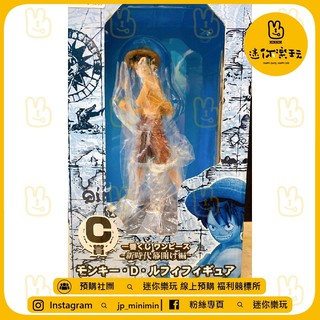 迷你樂玩
C賞
一番くじ ワンピース
~新時代幕開け編~
モンキー・D・ルフィフィギュア
預購社團
迷你樂玩 線上預購 福利競標所
Instagram
jp_minimin
粉絲專頁
迷你樂玩